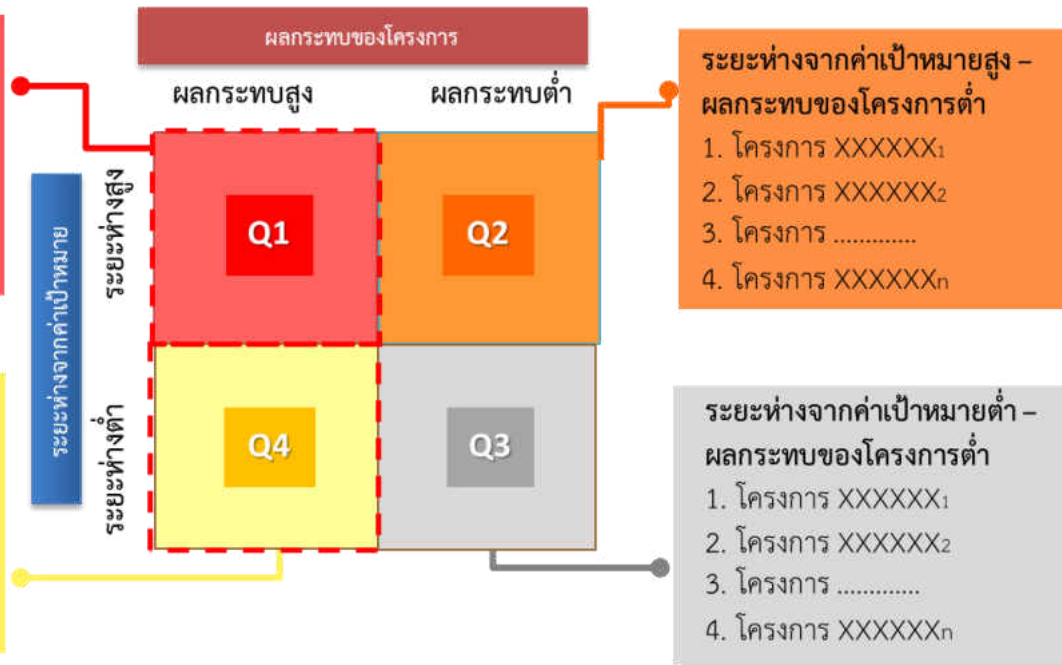 ผลกระทบของโครงการ
ผลกระทบสูง
ผลกระทบต่ำ
ระยะห่างจากค่าเป้าหมาย
ระยะห่างสูง
ระยะห่างต่ำ
Q1
Q2
Q4
Q3
ระยะห่างจากค่าเป้าหมายสูง –
ผลกระทบของโครงการต่ำ
1. โครงการ XXXXXX₁
2. โครงการ XXXXXX₂
3. โครงการ .............
4. โครงการ XXXXXXn
ระยะห่างจากค่าเป้าหมายต่ำ –
ผลกระทบของโครงการต่ำ
1. โครงการ XXXXXX₁
2. โครงการ XXXXXX₂
3. โครงการ .............
4. โครงการ XXXXXXn